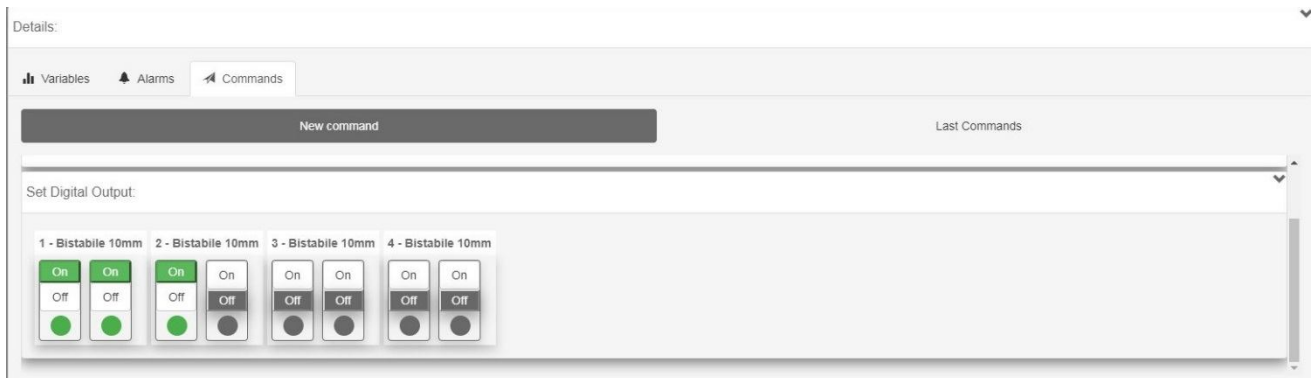 Details:
Variables Alarms Commands
New command Last Commands
Set Digital Output:
1 - Bistabile 10mm 2 - Bistabile 10mm 3 - Bistabile 10mm 4 - Bistabile 10mm
On On On On On On On On
Off Off Off Off Off Off Off Off